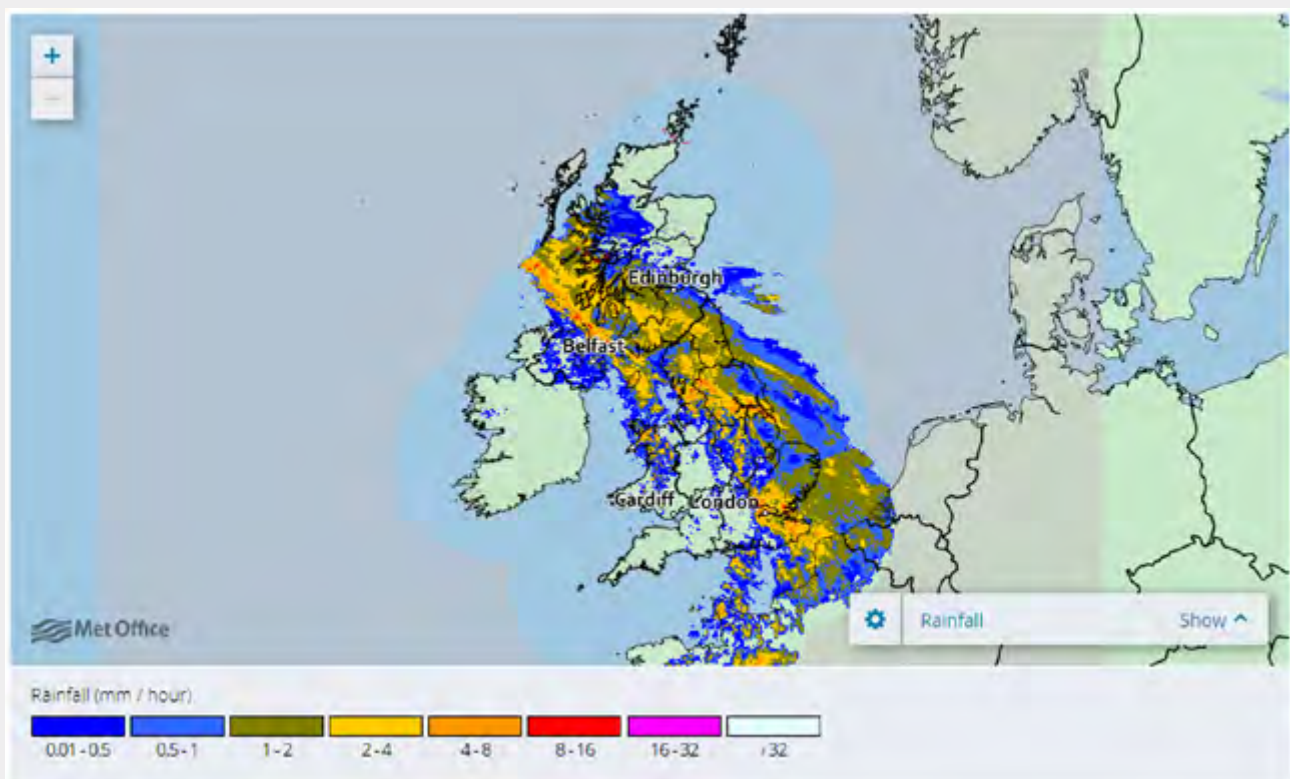 +
−
Edinburgh
Belfast
Cardiff London
Met Office
Rainfall Show
Rainfall (mm / hour)
0.01 - 0.5 0.5 - 1 1 - 2 2 - 4 4 - 8 8 - 16 16 - 32 32